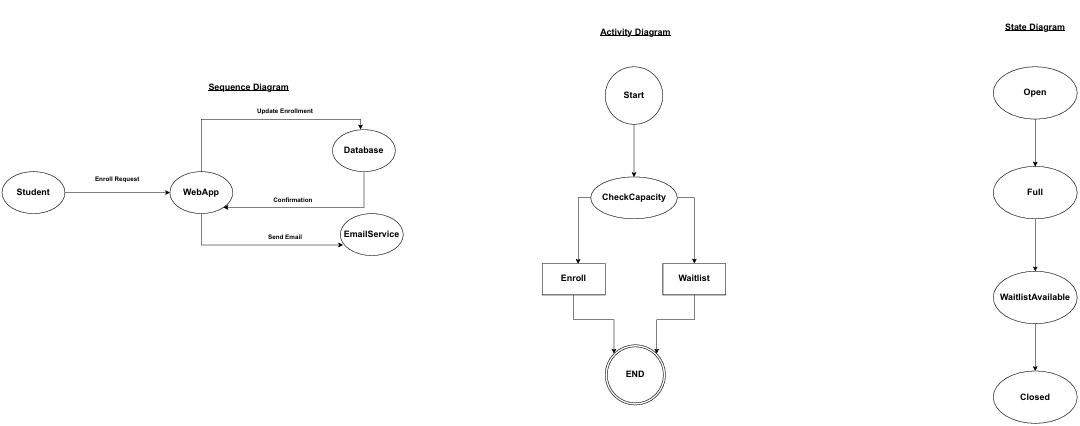 Sequence Diagram
Update Enrollment
Database
Enroll Request
Student
WebApp
Confirmation
Send Email
EmailService
Activity Diagram
Start
CheckCapacity
Enroll
Waitlist
END
State Diagram
Open
Full
WaitlistAvailable
Closed